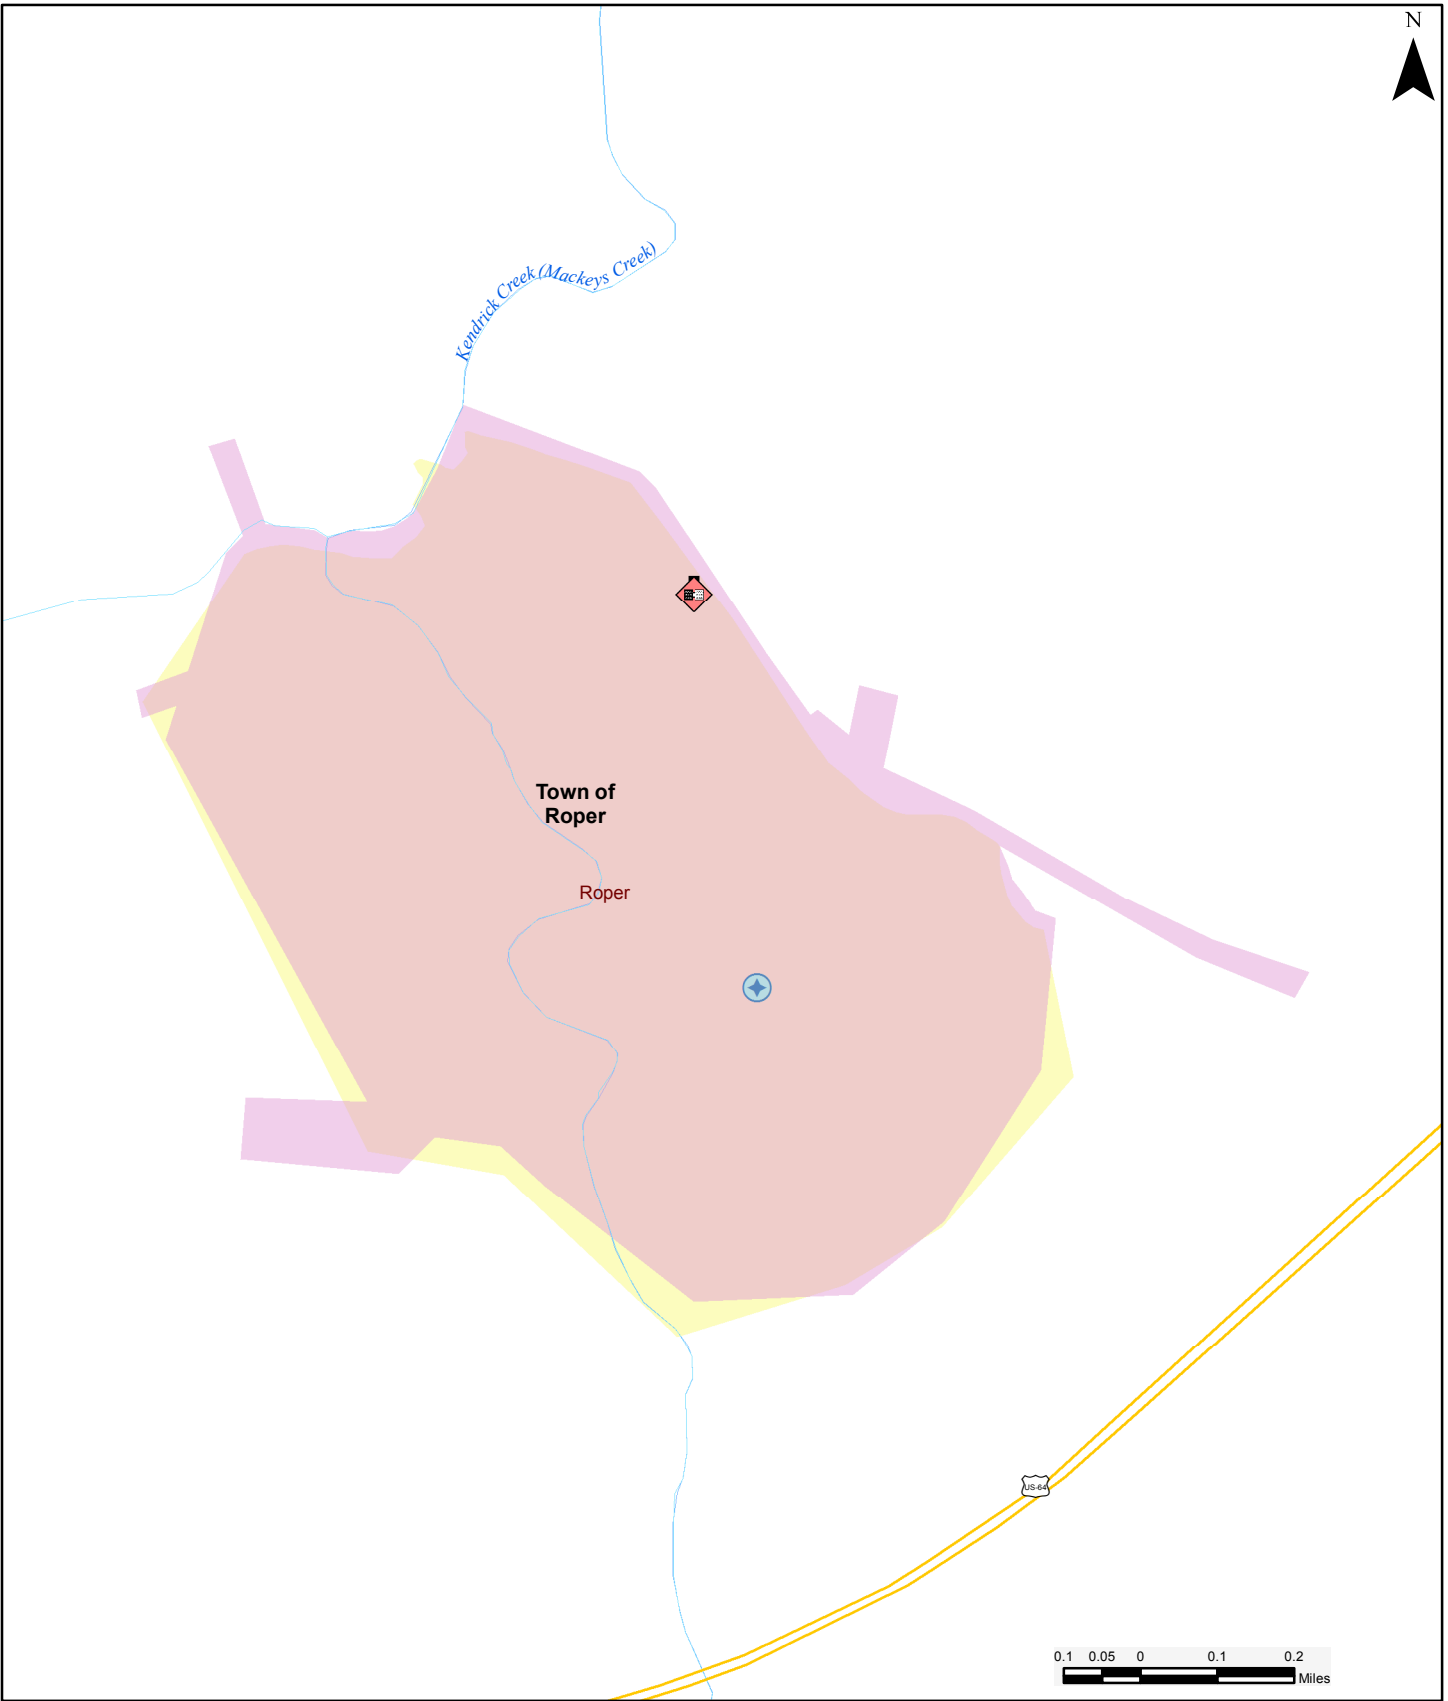 N
Kendrick Creek (Mackeys Creek)
Town of
Roper
Roper
US-64
0.1 0.05 0 0.1 0.2
Miles